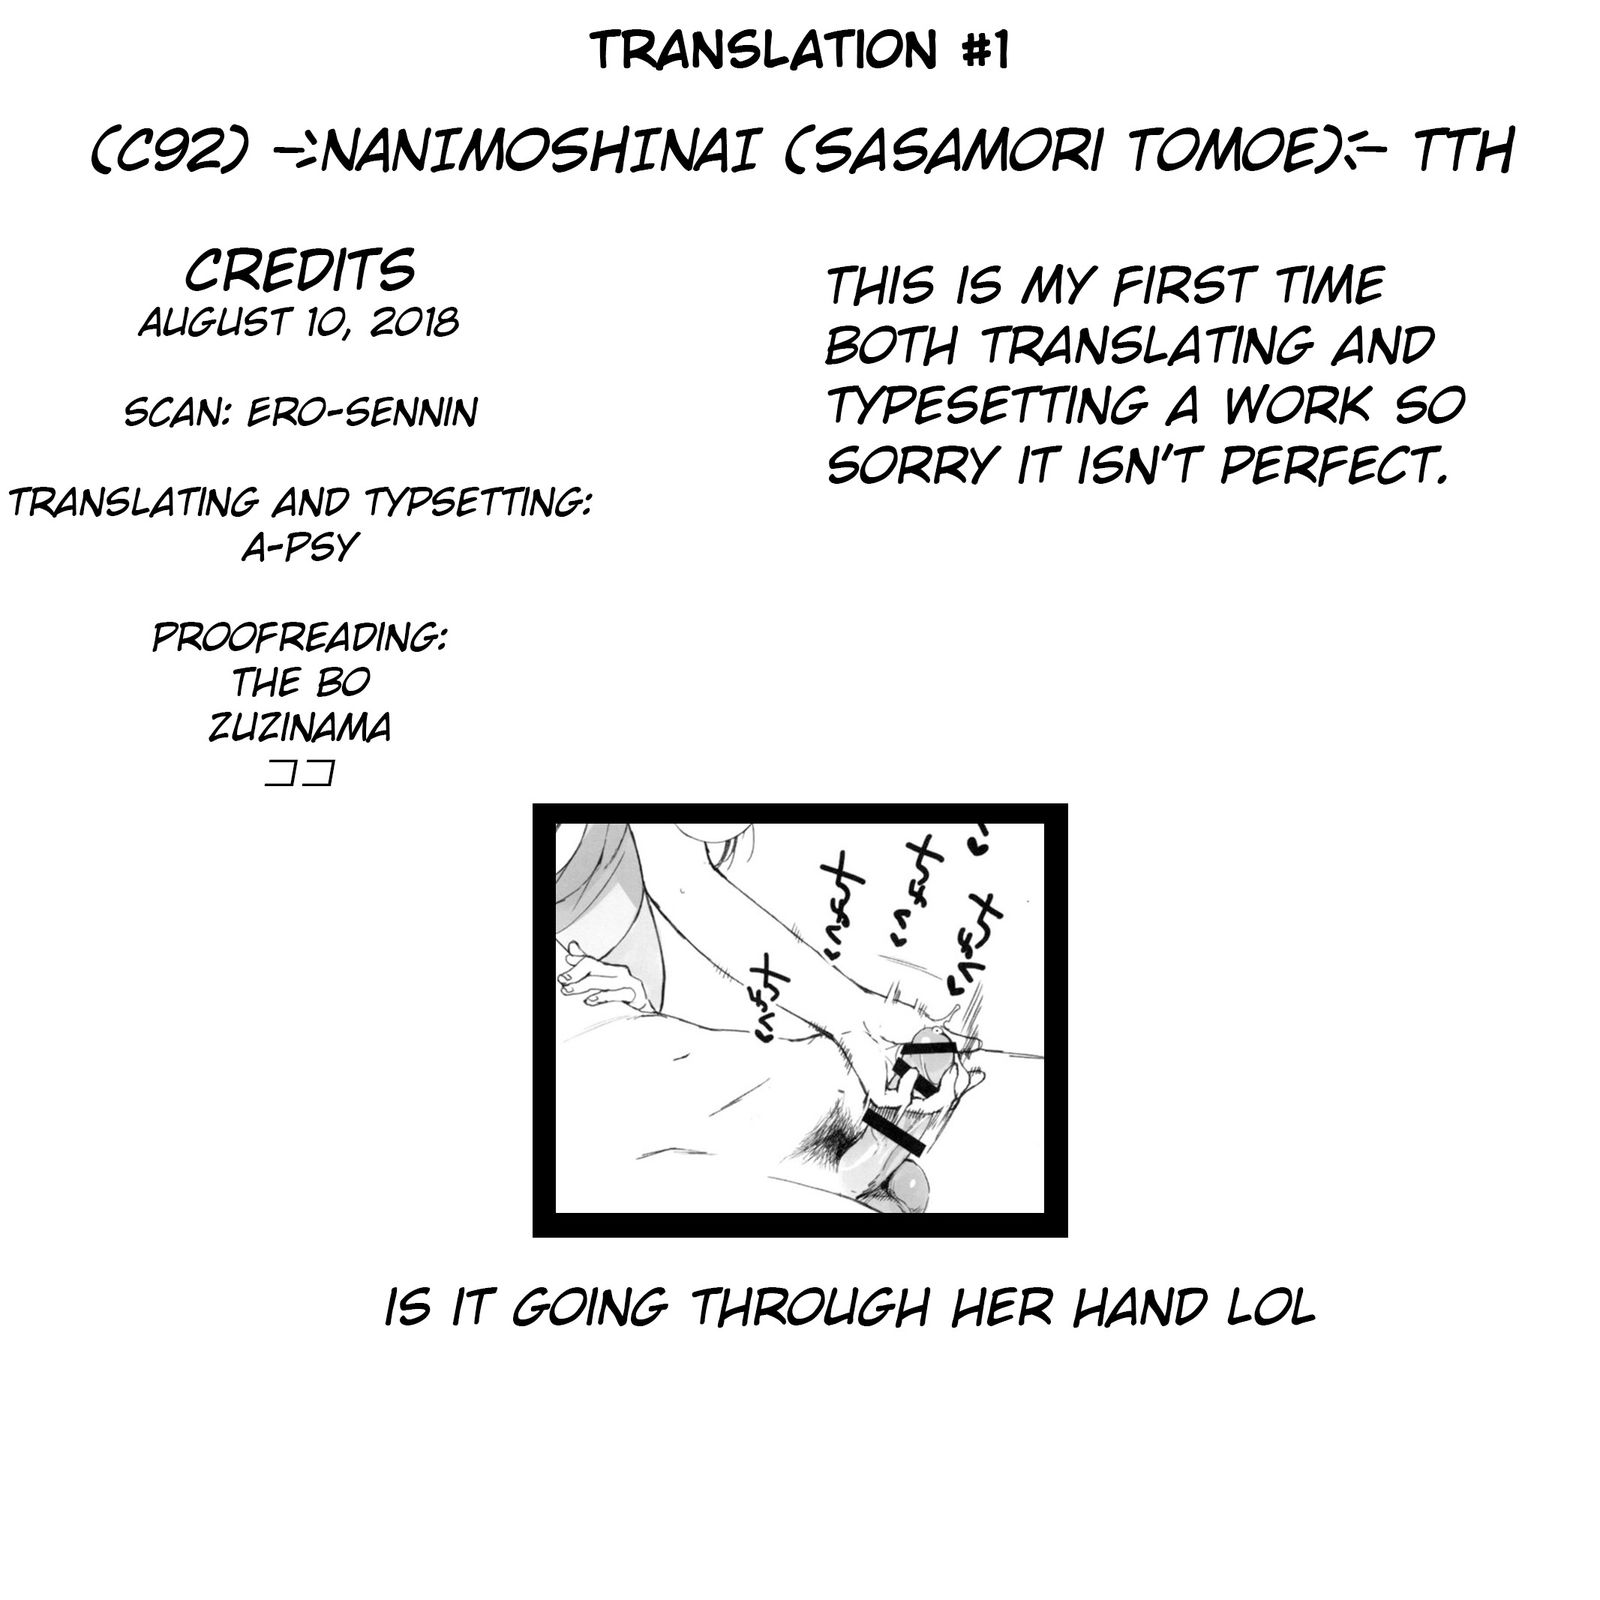 TRANSLATION #1
(C92) -:NANIMOSHINAI (SASAMORI TOMOE):- TTH
CREDITS
AUGUST 10, 2018
SCAN: ERO-SENNIN
TRANSLATING AND TYPSETTING:
A-PSY
PROOFREADING:
THE BO
ZUZINAMA
ココ
THIS IS MY FIRST TIME
BOTH TRANSLATING AND
TYPESETTING A WORK SO
SORRY IT ISN'T PERFECT.
IS IT GOING THROUGH HER HAND LOL